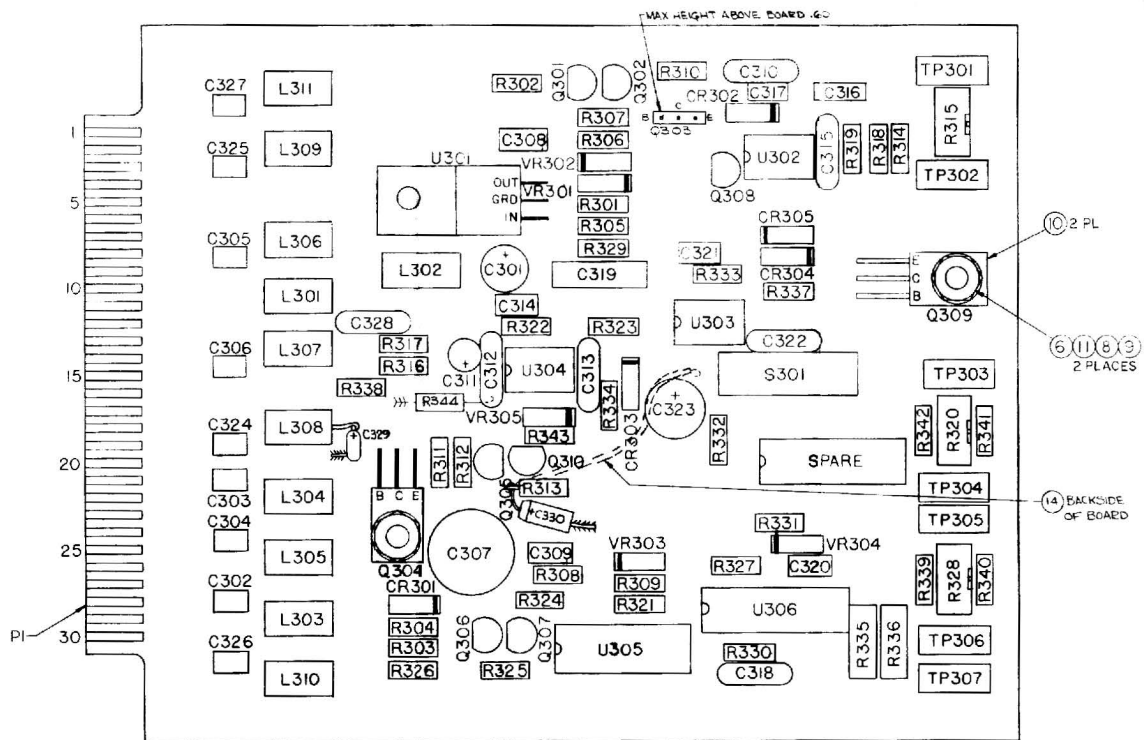 MAX HEIGHT ABOVE BOARD .60
C327
L311
R302
Q301
Q302
R310
C310
TP301
CR302
C317
C316
1
C
B
E
Q303
R307
R315
C325
L309
C308
R306
U302
C315
R319
R318
R314
U301
VR302
TP302
OUT
VR301
GRD
Q308
5
R301
IN
R305
CR305
10 2 PL
C305
L306
R329
C321
L302
C301
C319
R333
CR304
E
C
B
10
L301
C314
R337
Q309
C328
R322
R323
U303
C322
6 11 8 9
2 PLACES
C306
L307
R317
R316
C311
C312
U304
C313
S301
TP303
15
R338
R344
R334
CR303
C323
VR305
R342
R320
R341
L308
C329
R343
R332
C324
R311
R312
Q310
20
SPARE
B C E
Q305
R313
TP304
C303
L304
C330
14 BACKSIDE
OF BOARD
TP305
C304
R331
25
L305
C307
C309
VR303
VR304
Q304
R308
R327
C320
R339
R328
R340
CR301
R309
C302
R324
R321
U306
L303
R304
PI
Q306
Q307
R335
R336
TP306
30
R303
U305
C326
R330
L310
R326
R325
C318
TP307